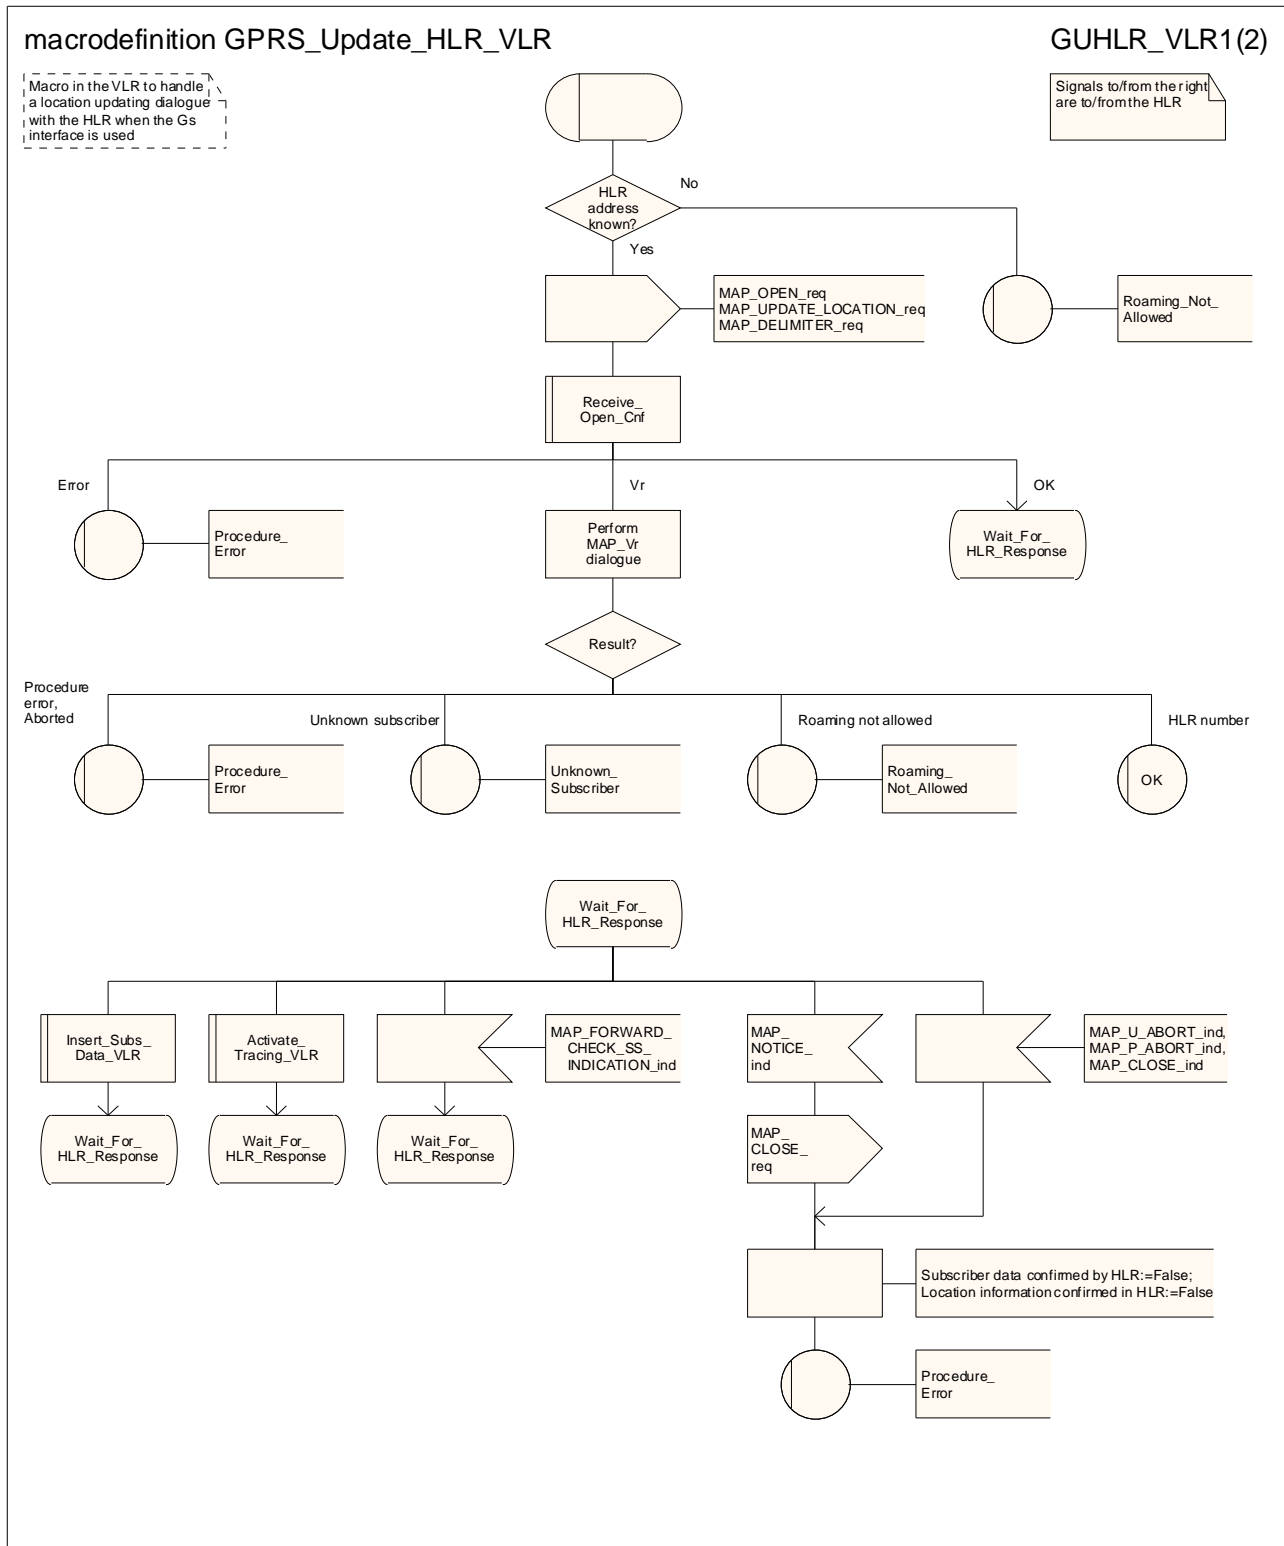 macrodefinition GPRS_Update_HLR_VLR
GUHLR_VLR1(2)
Macro in the VLR to handle
a location updating dialogue
with the HLR when the Gs
interface is used
Signals to/from the right
are to/from the HLR
HLR
address
known?
No
Yes
MAP_OPEN_req
MAP_UPDATE_LOCATION_req
MAP_DELIMITER_req
Roaming_Not_
Allowed
Receive_
Open_Cnf
Error
Vr
OK
Procedure_
Error
Perform
MAP_Vr
dialogue
Wait_For_
HLR_Response
Result?
Procedure
error,
Aborted
Unknown subscriber
Roaming not allowed
HLR number
Procedure_
Error
Unknown_
Subscriber
Roaming_
Not_Allowed
OK
Wait_For_
HLR_Response
Insert_Subs_
Data_VLR
Activate_
Tracing_VLR
MAP_FORWARD_
CHECK_SS_
INDICATION_ind
MAP_
NOTICE_
ind
MAP_U_ABORT_ind,
MAP_P_ABORT_ind,
MAP_CLOSE_ind
Wait_For_
HLR_Response
Wait_For_
HLR_Response
Wait_For_
HLR_Response
MAP_
CLOSE_
req
Subscriber data confirmed by HLR:=False;
Location information confirmed in HLR:=False
Procedure_
Error